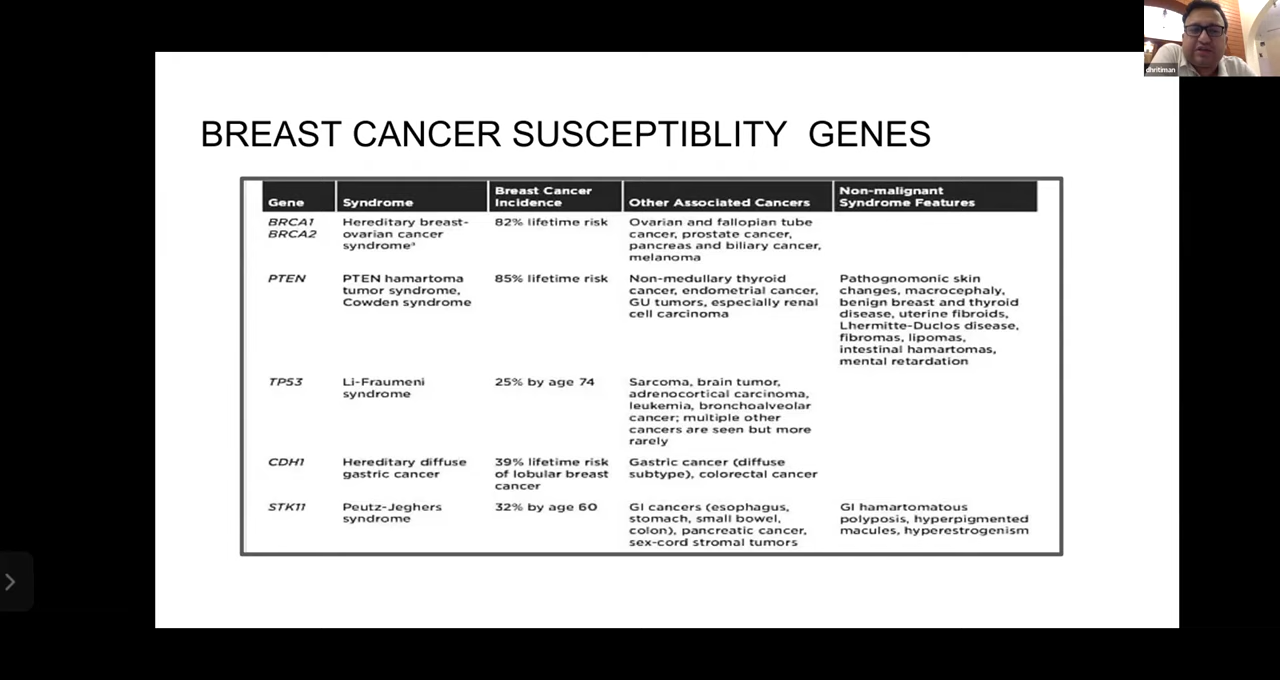 dhritiman
BREAST CANCER SUSCEPTIBLITY GENES
Gene
Syndrome
Breast Cancer
Incidence
Other Associated Cancers
Non-malignant
Syndrome Features
BRCA1
BRCA2
Hereditary breast-
ovarian cancer
syndromeª
82% lifetime risk
Ovarian and fallopian tube
cancer, prostate cancer,
pancreas and biliary cancer,
melanoma
PTEN
PTEN hamartoma
tumor syndrome,
Cowden syndrome
85% lifetime risk
Non-medullary thyroid
cancer, endometrial cancer,
GU tumors, especially renal
cell carcinoma
Pathognomonic skin
changes, macrocephaly,
benign breast and thyroid
disease, uterine fibroids,
Lhermitte-Duclos disease,
fibromas, lipomas,
intestinal hamartomas,
mental retardation
TP53
Li-Fraumeni
syndrome
25% by age 74
Sarcoma, brain tumor,
adrenocortical carcinoma,
leukemia, bronchoalveolar
cancer; multiple other
cancers are seen but more
rarely
CDH1
Hereditary diffuse
gastric cancer
39% lifetime risk
of lobular breast
cancer
Gastric cancer (diffuse
subtype), colorectal cancer
STK11
Peutz-Jeghers
syndrome
32% by age 60
GI cancers (esophagus,
stomach, small bowel,
colon), pancreatic cancer,
sex-cord stromal tumors
GI hamartomatous
polyposis, hyperpigmented
macules, hyperestrogenism